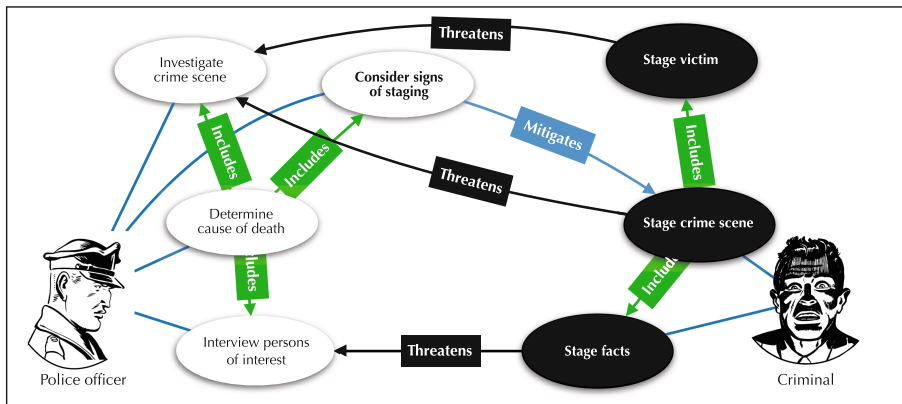 Threatens
Investigate
crime scene
Stage victim
Consider signs
of staging
Includes
Mitigates
Includes
Includes
Threatens
Determine
cause of death
Stage crime scene
Includes
Includes
Interview persons
of interest
Threatens
Stage facts
Police officer
Criminal